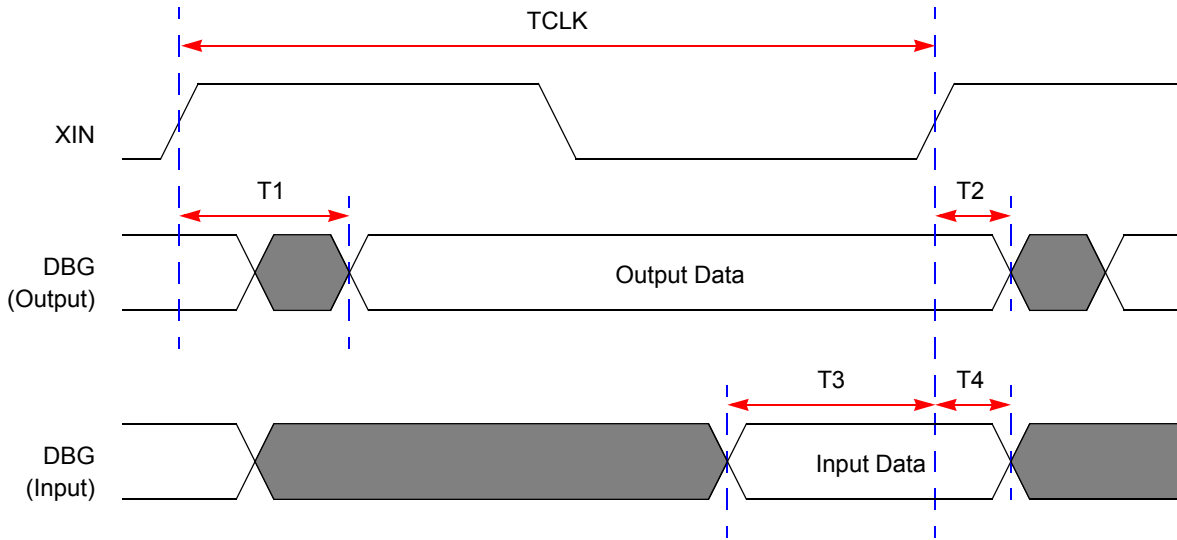 TCLK
XIN
T1
T2
DBG
(Output)
Output Data
T3
T4
DBG
(Input)
Input Data